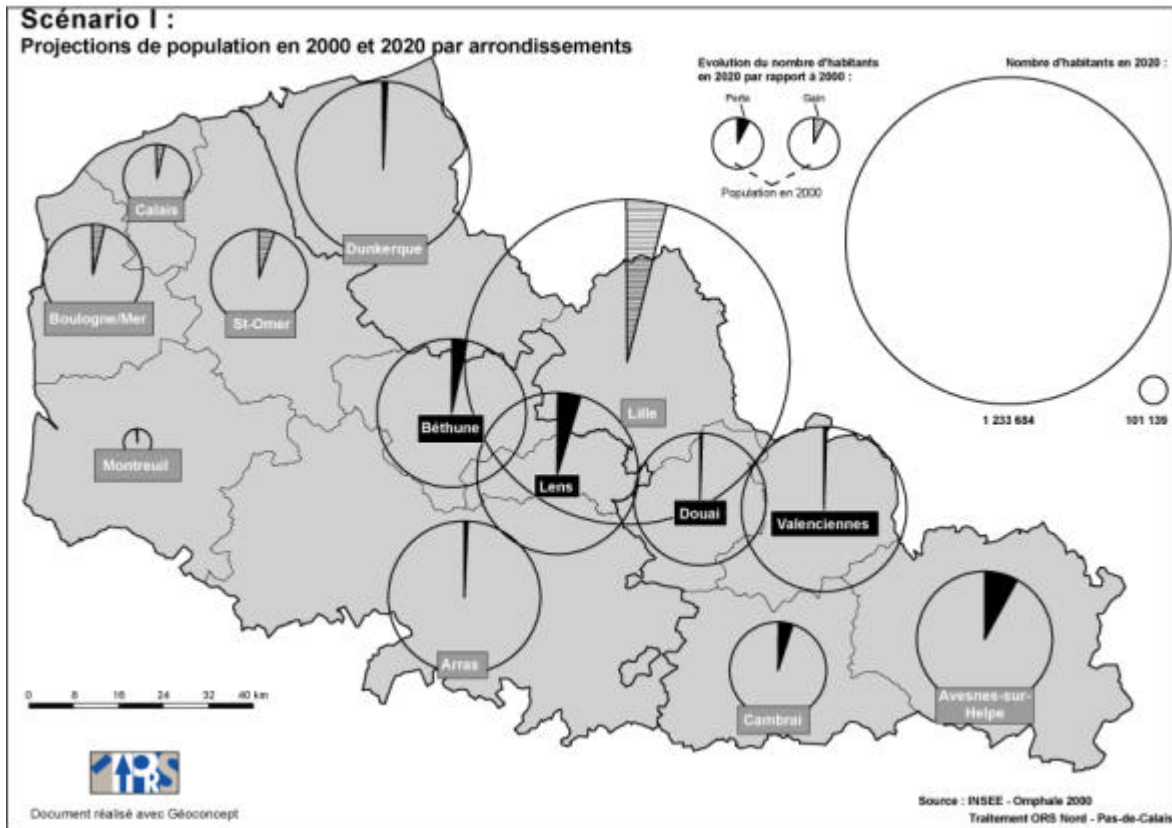 Scénario I :
Projections de population en 2000 et 2020 par arrondissements
Evolution du nombre d'habitants
en 2020 par rapport à 2000 :
Perte
Gain
Population en 2000
Nombre d'habitants en 2020 :
1 233 684
101 139
Calais
Dunkerque
Boulogne/Mer
St-Omer
Béthune
Lille
Montreuil
Lens
Douai
Valenciennes
Arras
Cambrai
Avesnes-sur-
Helpe
0 8 16 24 32 40 km
ORS
Document réalisé avec Géoconcept
Source : INSEE - Omphale 2000
Traitement ORS Nord - Pas-de-Calais